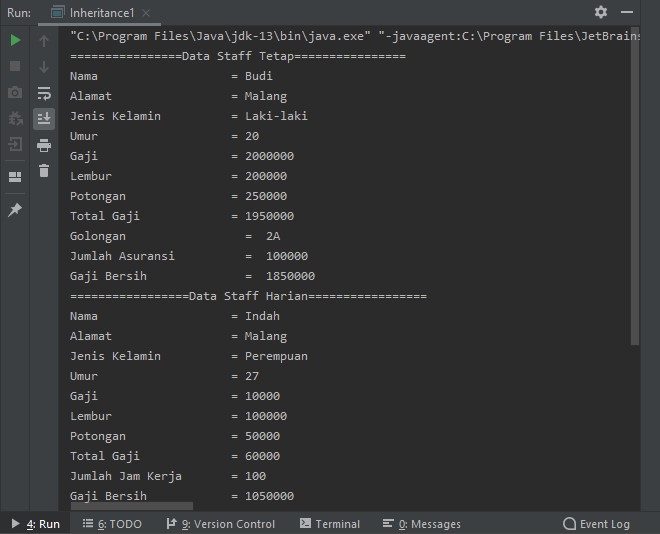 Run: Inheritance1
"C:\Program Files\Java\jdk-13\bin\java.exe" "-javaagent:C:\Program Files\JetBrains
================Data Staff Tetap================
Nama = Budi
Alamat = Malang
Jenis Kelamin = Laki-laki
Umur = 20
Gaji = 2000000
Lembur = 200000
Potongan = 250000
Total Gaji = 1950000
Golongan = 2A
Jumlah Asuransi = 100000
Gaji Bersih = 1850000
=================Data Staff Harian=================
Nama = Indah
Alamat = Malang
Jenis Kelamin = Perempuan
Umur = 27
Gaji = 10000
Lembur = 100000
Potongan = 50000
Total Gaji = 60000
Jumlah Jam Kerja = 100
Gaji Bersih = 1050000
4: Run 6: TODO 9: Version Control Terminal 0: Messages Event Log